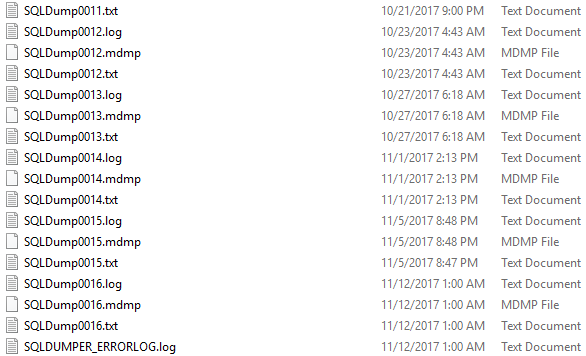 SQLDump0011.txt 10/21/2017 9:00 PM Text Document
SQLDump0012.log 10/23/2017 4:43 AM Text Document
SQLDump0012.mdmp 10/23/2017 4:43 AM MDMP File
SQLDump0012.txt 10/23/2017 4:43 AM Text Document
SQLDump0013.log 10/27/2017 6:18 AM Text Document
SQLDump0013.mdmp 10/27/2017 6:18 AM MDMP File
SQLDump0013.txt 10/27/2017 6:18 AM Text Document
SQLDump0014.log 11/1/2017 2:13 PM Text Document
SQLDump0014.mdmp 11/1/2017 2:13 PM MDMP File
SQLDump0014.txt 11/1/2017 2:13 PM Text Document
SQLDump0015.log 11/5/2017 8:48 PM Text Document
SQLDump0015.mdmp 11/5/2017 8:48 PM MDMP File
SQLDump0015.txt 11/5/2017 8:47 PM Text Document
SQLDump0016.log 11/12/2017 1:00 AM Text Document
SQLDump0016.mdmp 11/12/2017 1:00 AM MDMP File
SQLDump0016.txt 11/12/2017 1:00 AM Text Document
SQLDUMPER_ERRORLOG.log 11/12/2017 1:00 AM Text Document